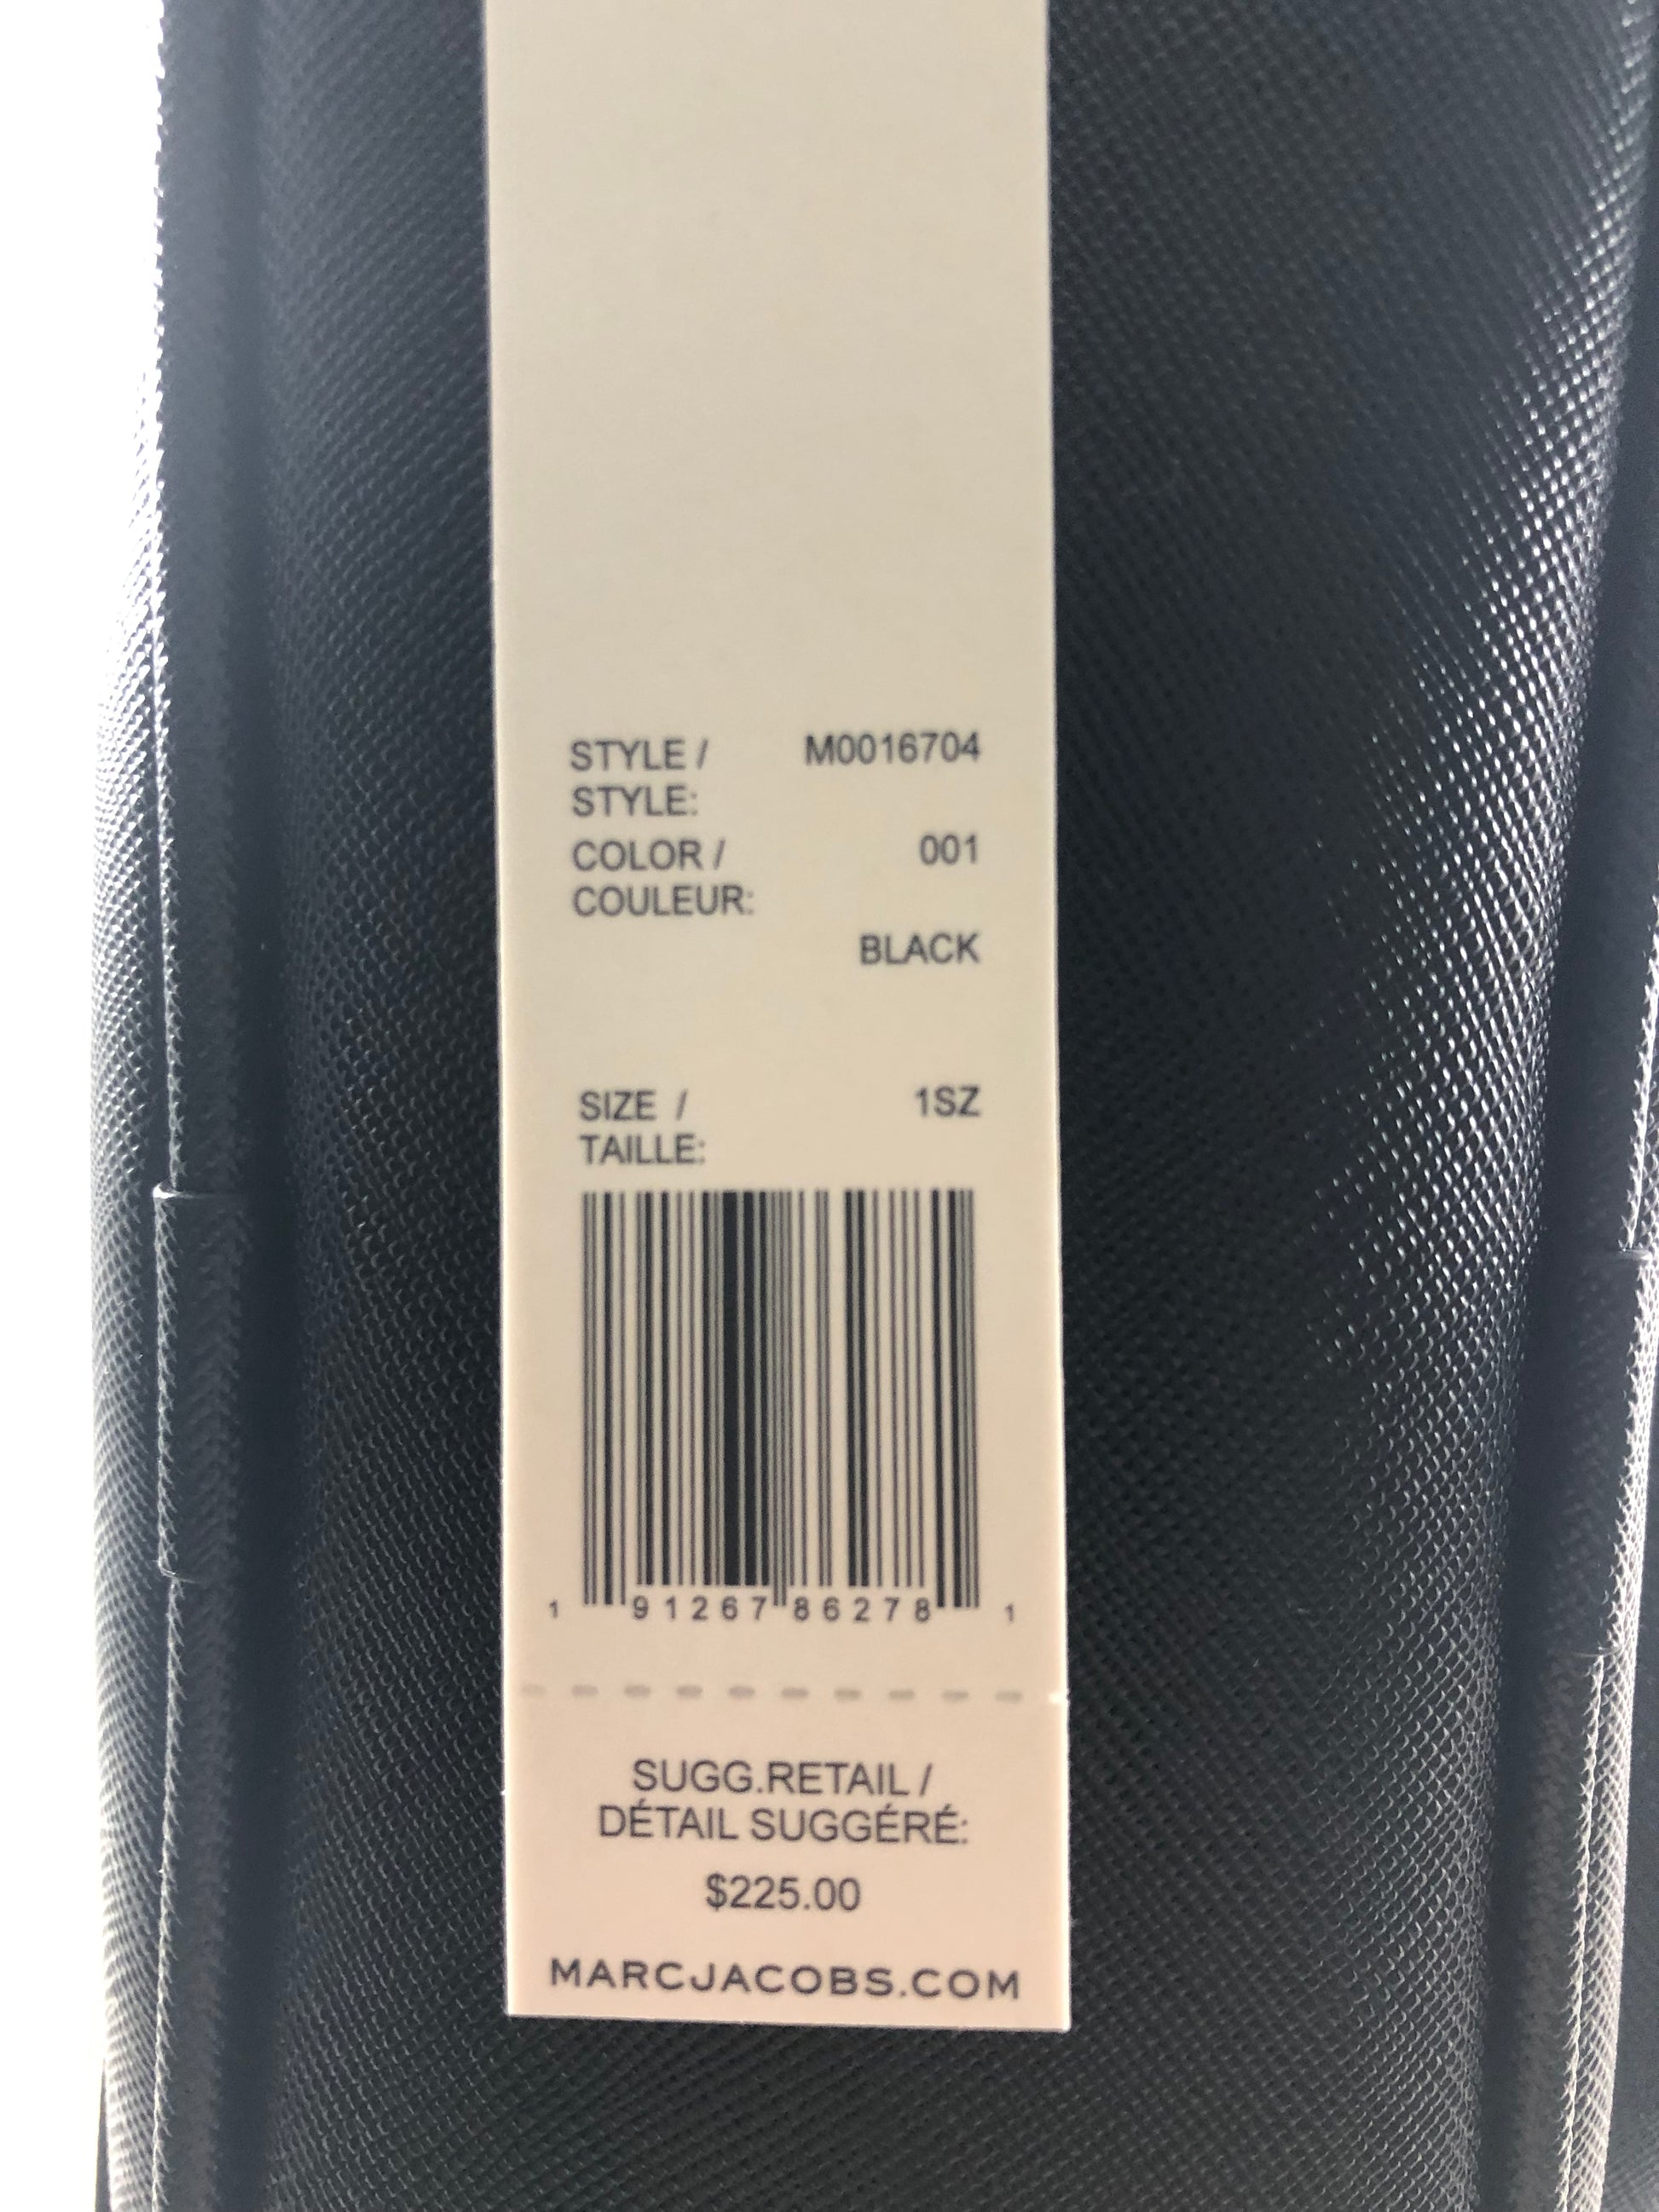 STYLE / M0016704
STYLE:
COLOR / 001
COULEUR:
BLACK
SIZE / 1SZ
TAILLE:
1 91267 86278 1
SUGG.RETAIL /
DÉTAIL SUGGÉRÉ:
$225.00
MARCJACOBS.COM